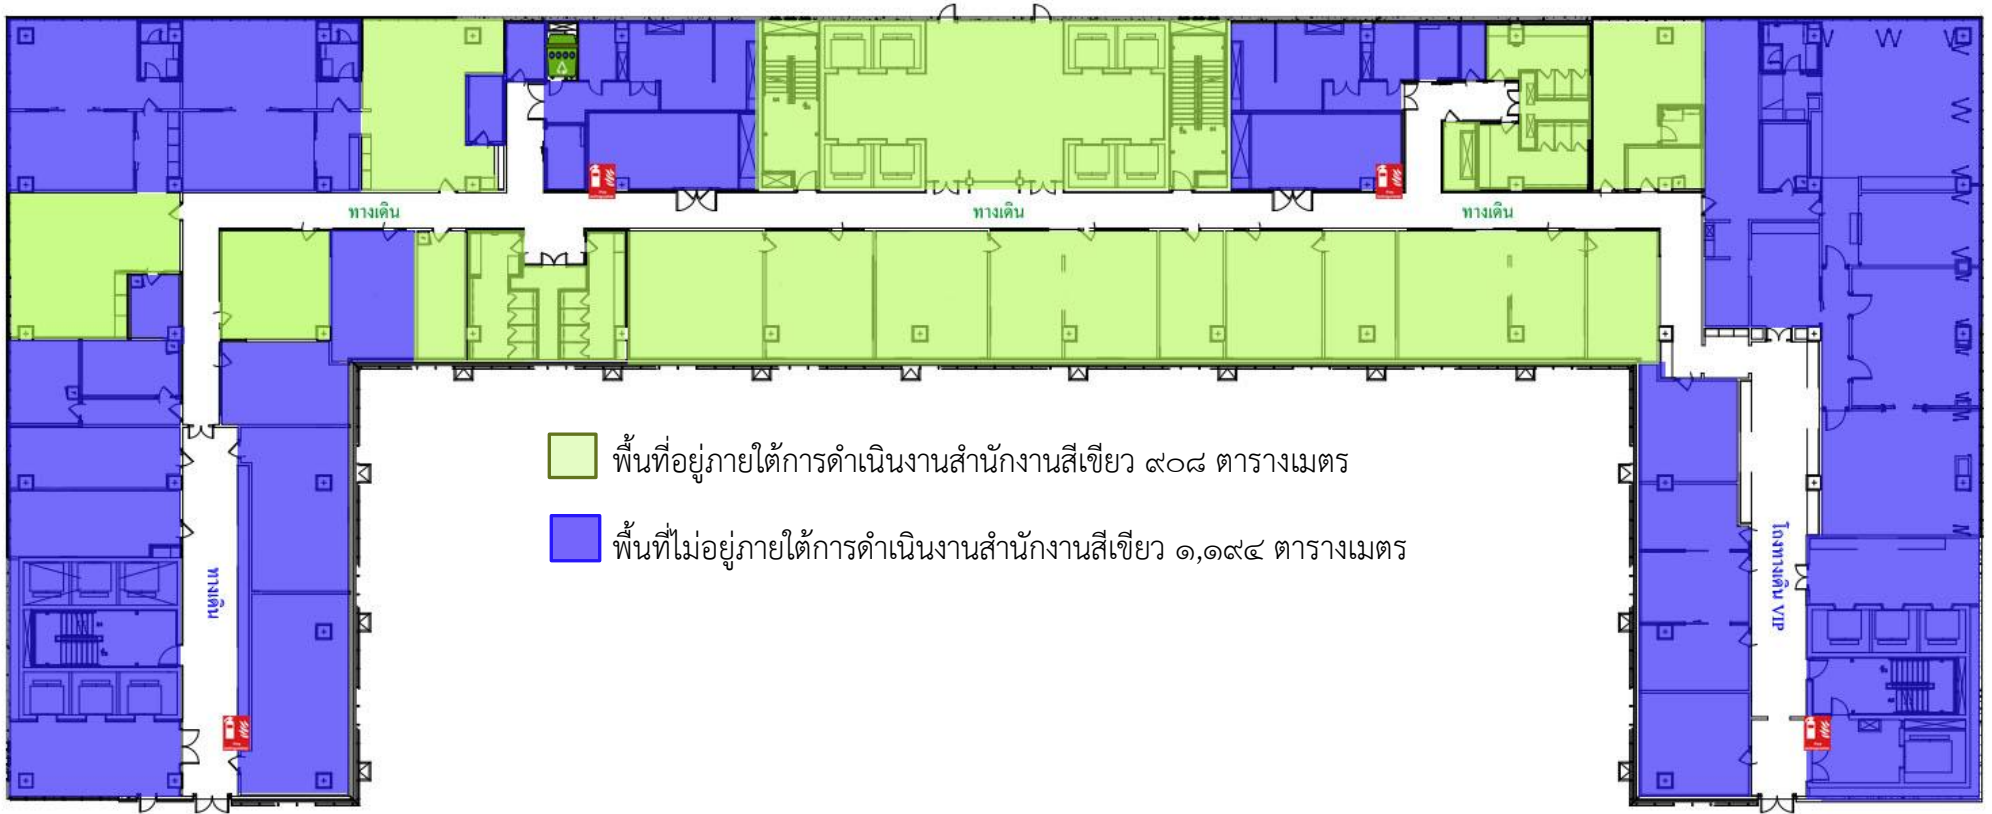 ทางเดิน ทางเดิน ทางเดิน
พื้นที่อยู่ภายใต้การดำเนินงานสำนักงานสีเขียว ๙๐๘ ตารางเมตร
พื้นที่ไม่อยู่ภายใต้การดำเนินงานสำนักงานสีเขียว ๑,๑๙๔ ตารางเมตร
ทางเดิน
โถงทางเดิน VIP